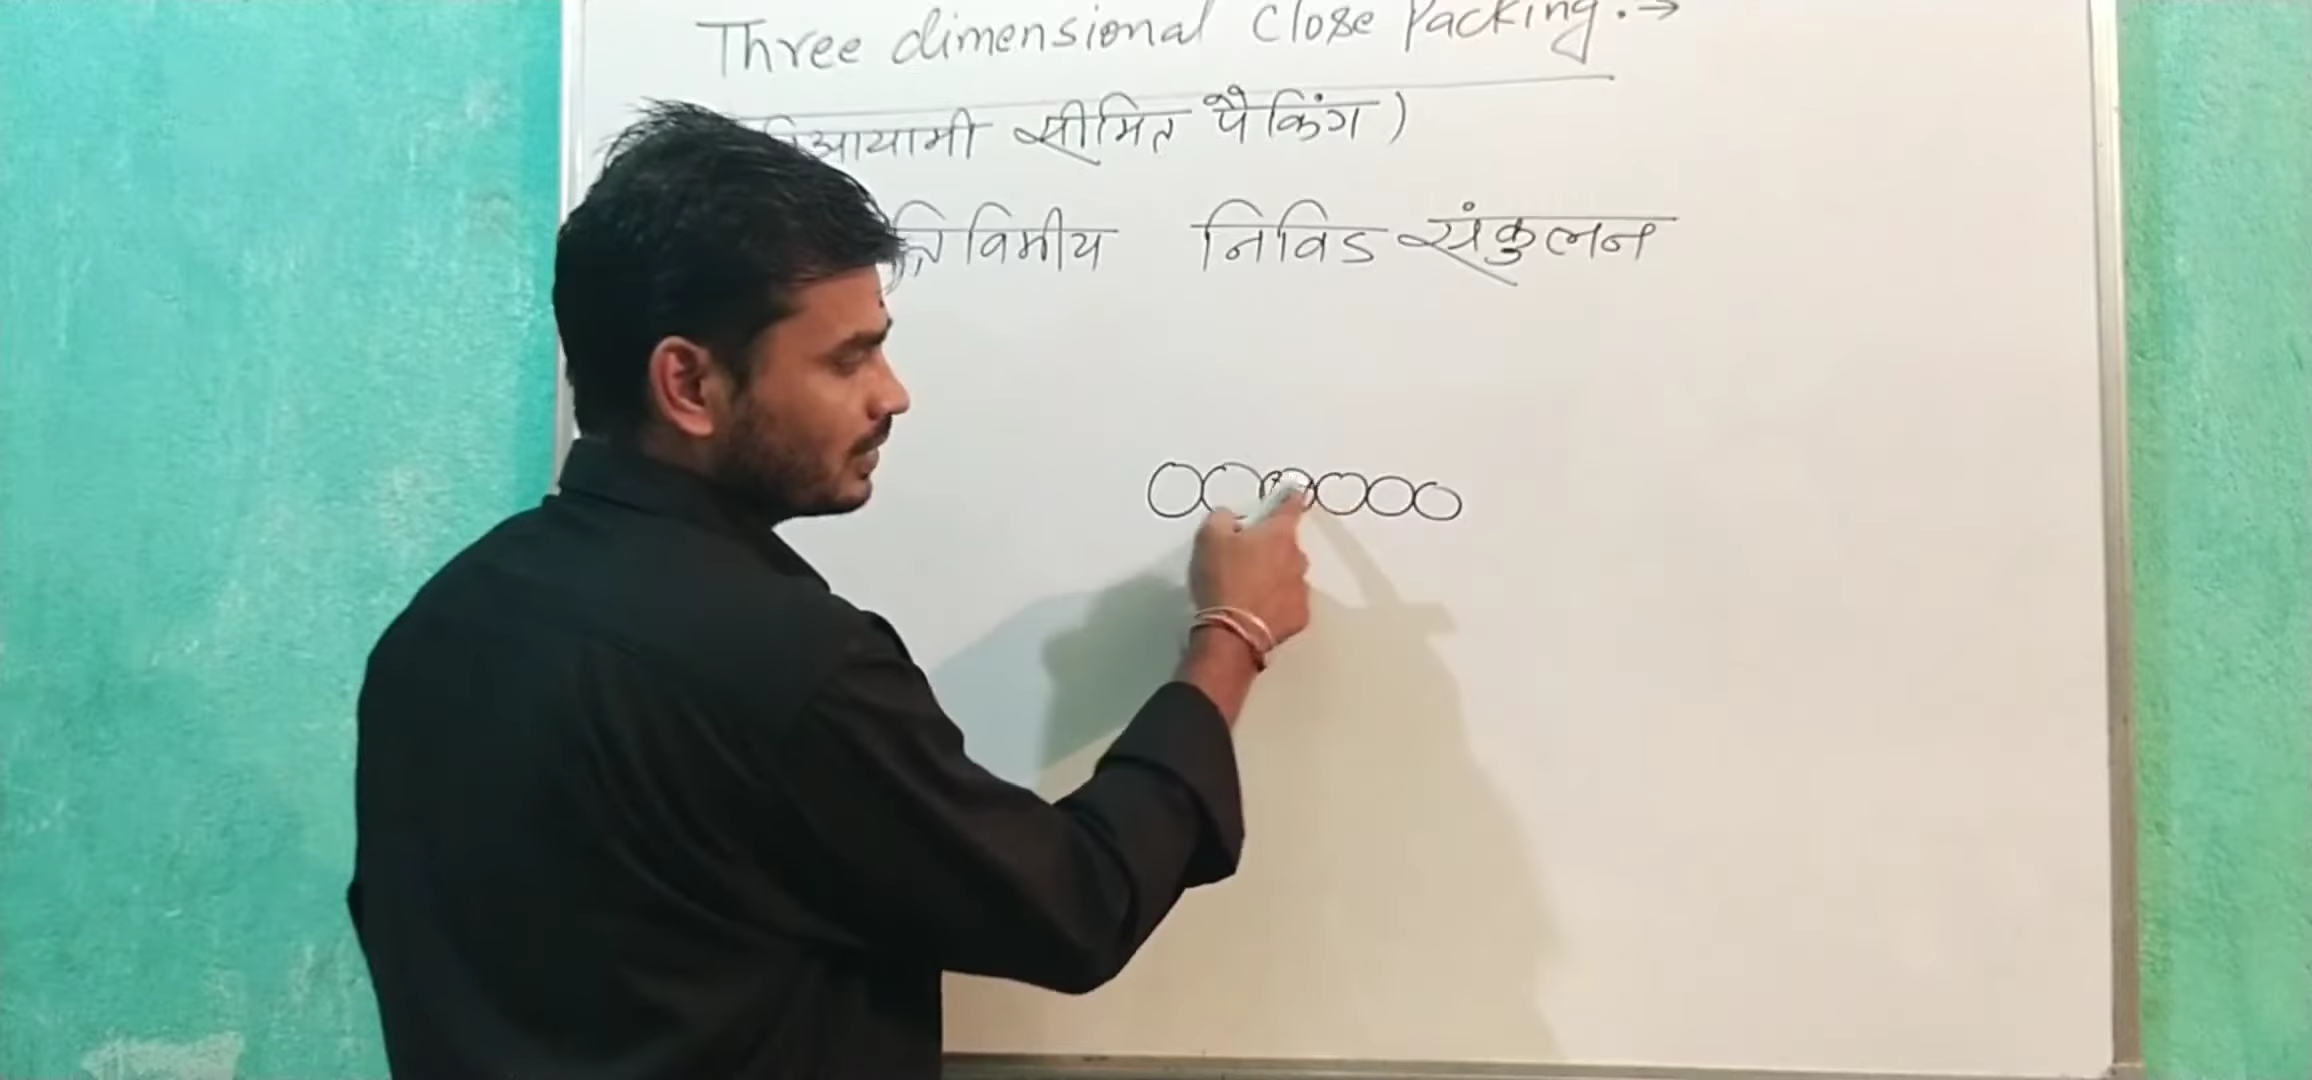 Three dimensional Close Packing. →
आयामी सीमित पैकिंग)
त्रिविमीय निविड संकुलन